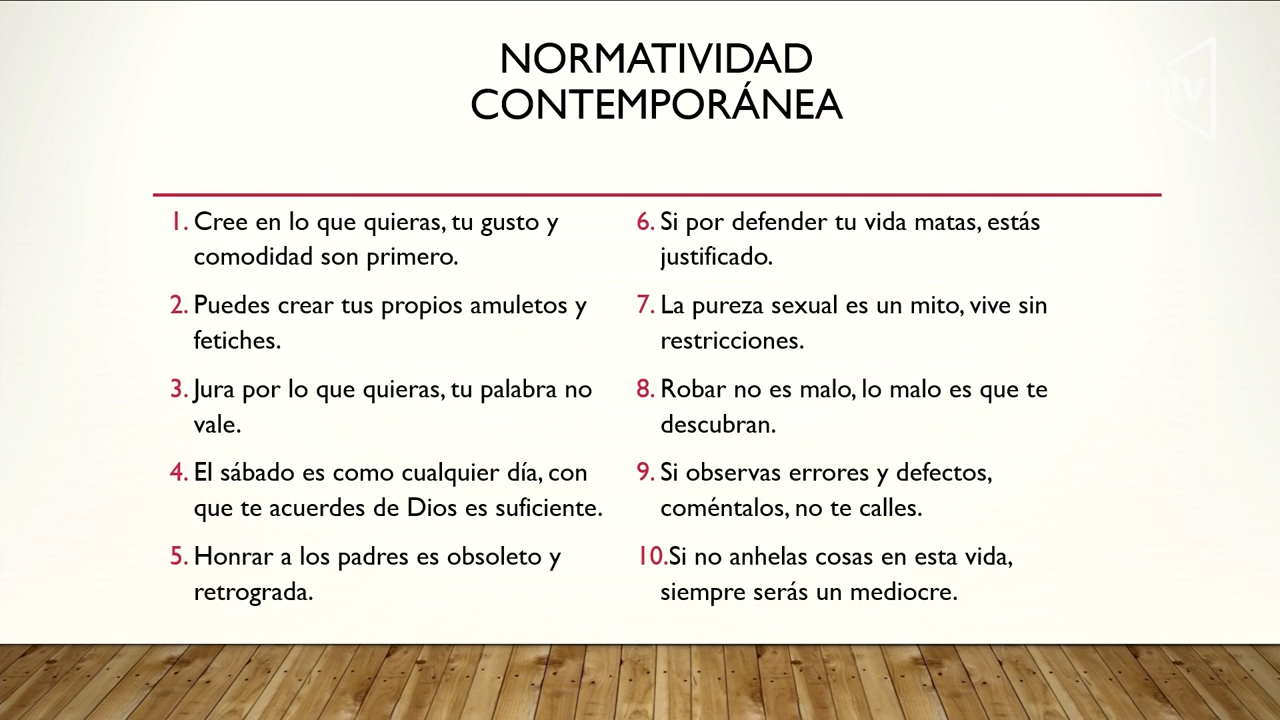 NORMATIVIDAD
CONTEMPORÁNEA
1. Cree en lo que quieras, tu gusto y
comodidad son primero.
2. Puedes crear tus propios amuletos y
fetiches.
3. Jura por lo que quieras, tu palabra no
vale.
4. El sábado es como cualquier día, con
que te acuerdes de Dios es suficiente.
5. Honrar a los padres es obsoleto y
retrograda.
6. Si por defender tu vida matas, estás
justificado.
7. La pureza sexual es un mito, vive sin
restricciones.
8. Robar no es malo, lo malo es que te
descubran.
9. Si observas errores y defectos,
coméntalos, no te calles.
10.Si no anhelas cosas en esta vida,
siempre serás un mediocre.